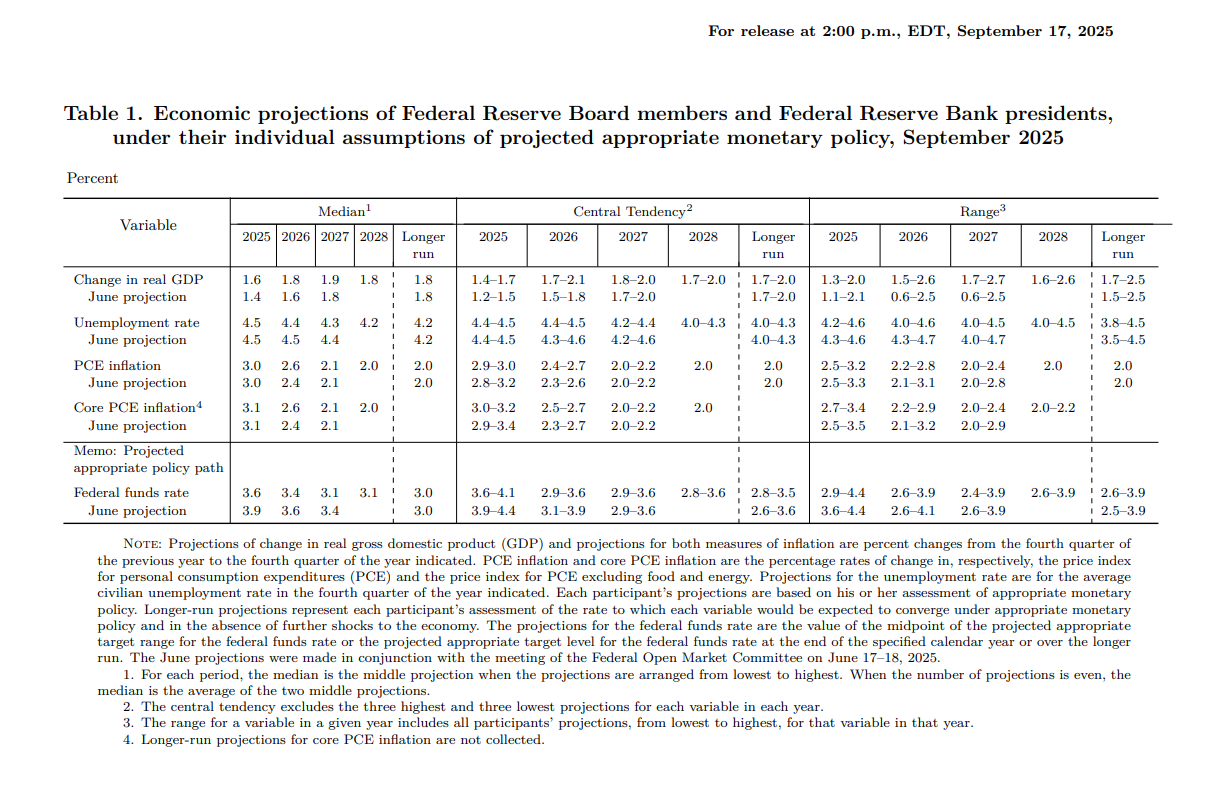 For release at 2:00 p.m., EDT, September 17, 2025
Table 1. Economic projections of Federal Reserve Board members and Federal Reserve Bank presidents,
under their individual assumptions of projected appropriate monetary policy, September 2025
Percent
Variable Median1 Central Tendency2 Range3
2025 2026 2027 2028 Longer run 2025 2026 2027 2028 Longer run 2025 2026 2027 2028 Longer run
Change in real GDP 1.6 1.8 1.9 1.8 1.8 1.4–1.7 1.7–2.1 1.8–2.0 1.7–2.0 1.7–2.0 1.3–2.0 1.5–2.6 1.7–2.7 1.6–2.6 1.7–2.5
June projection 1.4 1.6 1.8 1.8 1.2–1.5 1.5–1.8 1.7–2.0 1.7–2.0 1.1–2.1 0.6–2.5 0.6–2.5 1.5–2.5
Unemployment rate 4.5 4.4 4.3 4.2 4.2 4.4–4.5 4.4–4.5 4.2–4.4 4.0–4.3 4.0–4.3 4.2–4.6 4.0–4.6 4.0–4.5 4.0–4.5 3.8–4.5
June projection 4.5 4.5 4.4 4.2 4.4–4.5 4.3–4.6 4.2–4.6 4.0–4.3 4.3–4.6 4.3–4.7 4.0–4.7 3.5–4.5
PCE inflation 3.0 2.6 2.1 2.0 2.0 2.9–3.0 2.4–2.7 2.0–2.2 2.0 2.0 2.5–3.2 2.2–2.8 2.0–2.4 2.0 2.0
June projection 3.0 2.4 2.1 2.0 2.8–3.2 2.3–2.6 2.0–2.2 2.0 2.5–3.3 2.1–3.1 2.0–2.8 2.0
Core PCE inflation4 3.1 2.6 2.1 2.0 3.0–3.2 2.5–2.7 2.0–2.2 2.0 2.7–3.4 2.2–2.9 2.0–2.4 2.0–2.2
June projection 3.1 2.4 2.1 2.9–3.4 2.3–2.7 2.0–2.2 2.5–3.5 2.1–3.2 2.0–2.9
Memo: Projected
appropriate policy path
Federal funds rate 3.6 3.4 3.1 3.1 3.0 3.6–4.1 2.9–3.6 2.9–3.6 2.8–3.6 2.8–3.5 2.9–4.4 2.6–3.9 2.4–3.9 2.6–3.9 2.6–3.9
June projection 3.9 3.6 3.4 3.0 3.9–4.4 3.1–3.9 2.9–3.6 2.6–3.6 3.6–4.4 2.6–4.1 2.6–3.9 2.5–3.9
NOTE: Projections of change in real gross domestic product (GDP) and projections for both measures of inflation are percent changes from the fourth quarter of
the previous year to the fourth quarter of the year indicated. PCE inflation and core PCE inflation are the percentage rates of change in, respectively, the price index
for personal consumption expenditures (PCE) and the price index for PCE excluding food and energy. Projections for the unemployment rate are for the average
civilian unemployment rate in the fourth quarter of the year indicated. Each participant's projections are based on his or her assessment of appropriate monetary
policy. Longer-run projections represent each participant's assessment of the rate to which each variable would be expected to converge under appropriate monetary
policy and in the absence of further shocks to the economy. The projections for the federal funds rate are the value of the midpoint of the projected appropriate
target range for the federal funds rate or the projected appropriate target level for the federal funds rate at the end of the specified calendar year or over the longer
run. The June projections were made in conjunction with the meeting of the Federal Open Market Committee on June 17–18, 2025.
1. For each period, the median is the middle projection when the projections are arranged from lowest to highest. When the number of projections is even, the
median is the average of the two middle projections.
2. The central tendency excludes the three highest and three lowest projections for each variable in each year.
3. The range for a variable in a given year includes all participants' projections, from lowest to highest, for that variable in that year.
4. Longer-run projections for core PCE inflation are not collected.